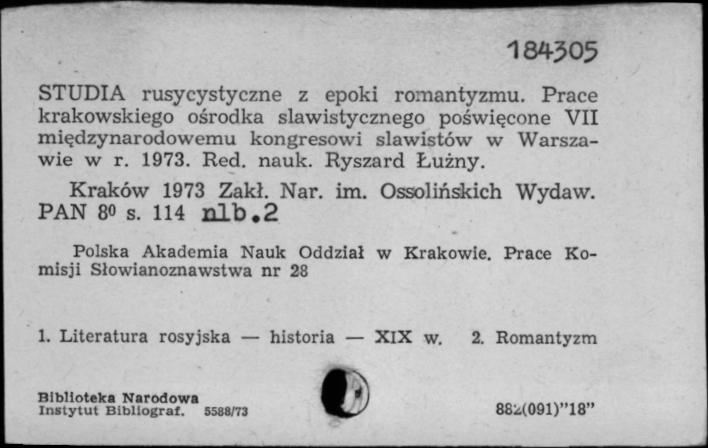 184305
STUDIA rusycystyczne z epoki romantyzmu. Prace
krakowskiego ośrodka slawistycznego poświęcone VII
międzynarodowemu kongresowi slawistów w Warsza-
wie w r. 1973. Red. nauk. Ryszard Łużny.
Kraków 1973 Zakł. Nar. im. Ossolińskich Wydaw.
PAN 8⁰ s. 114 nlb.2
Polska Akademia Nauk Oddział w Krakowie. Prace Ko-
misji Słowianoznawstwa nr 28
1. Literatura rosyjska — historia — XIX w. 2. Romantyzm
Biblioteka Narodowa
Instytut Bibliograf. 5588/73
882(091)”18”